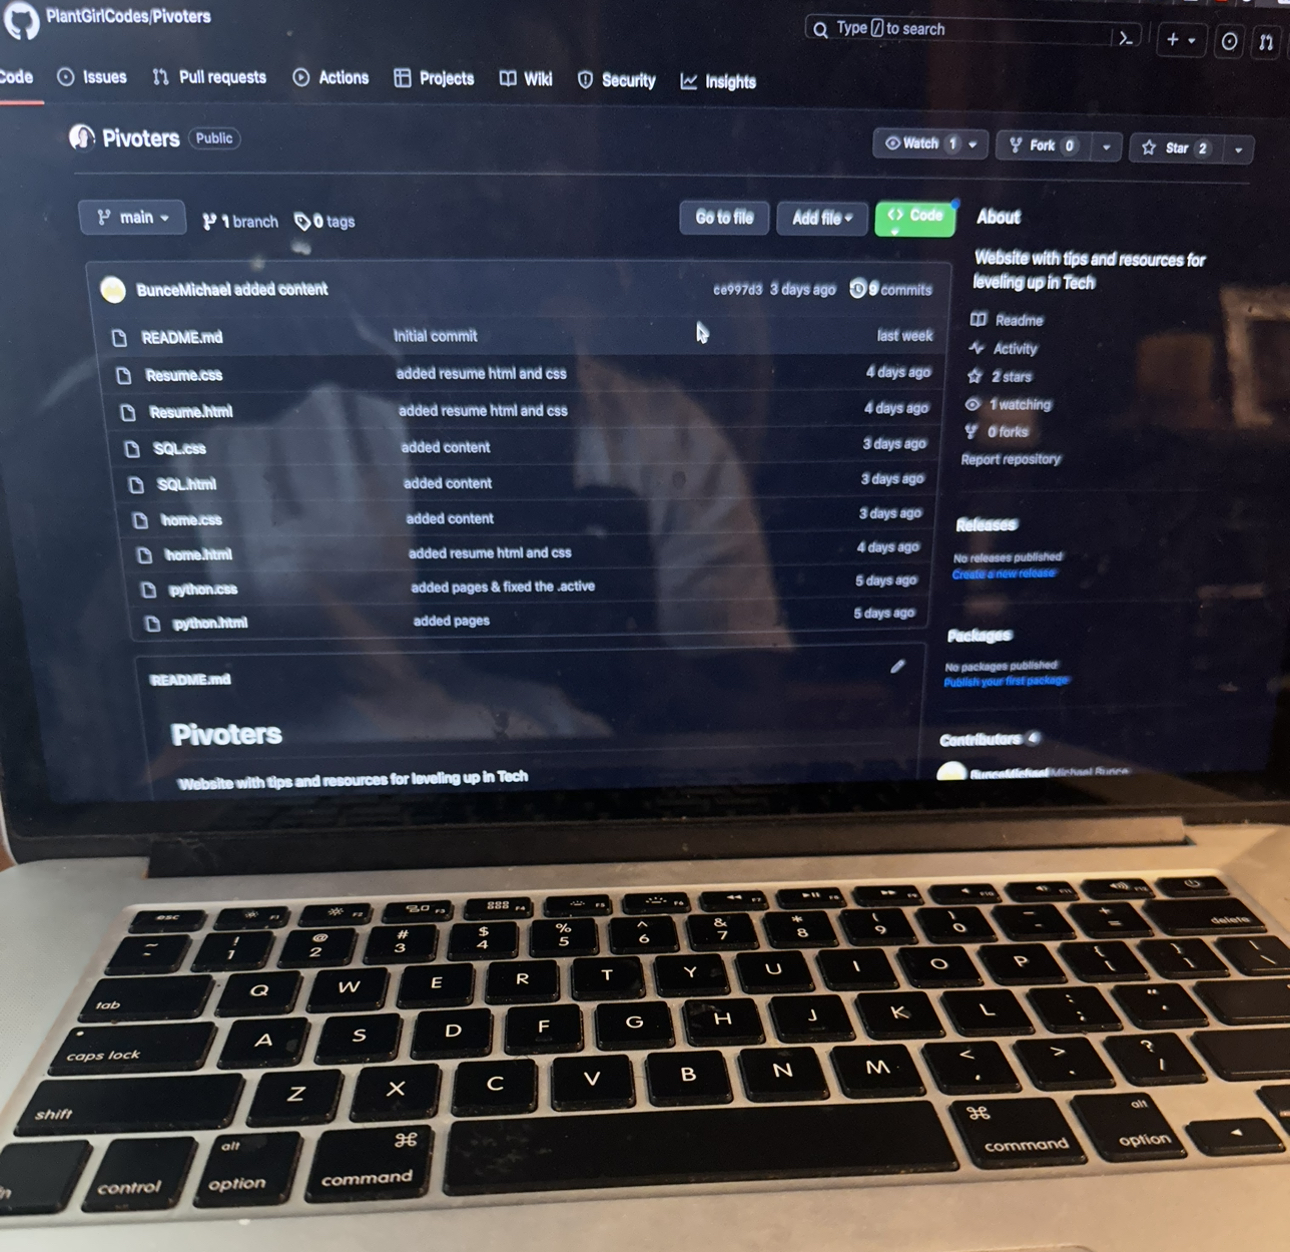 PlantGirlCodes/Pivoters
Type / to search
Code Issues Pull requests Actions Projects Wiki Security Insights
Pivoters Public
Watch 1 Fork 0 Star 2
main 1 branch 0 tags Go to file Add file Code
About
Website with tips and resources for
leveling up in Tech
Readme
Activity
2 stars
1 watching
0 forks
Report repository
Releases
No releases published
Create a new release
Packages
No packages published
Publish your first package
Contributors 4
BunceMichael Michael Bunce
BunceMichael added content ce997d3 3 days ago 9 commits
README.md Initial commit last week
Resume.css added resume html and css 4 days ago
Resume.html added resume html and css 4 days ago
SQL.css added content 3 days ago
SQL.html added content 3 days ago
home.css added content 3 days ago
home.html added resume html and css 4 days ago
python.css added pages & fixed the .active 5 days ago
python.html added pages 5 days ago
README.md
Pivoters
Website with tips and resources for leveling up in Tech
esc F1 F2 F3 F4 F5 F6 F7 F8 F9 F10 F11 F12
~ ! @ # $ % ^ & * ( ) _ +
1 2 3 4 5 6 7 8 9 0 - = delete
tab Q W E R T Y U I O P { } \
caps lock A S D F G H J K L : ; "
shift Z X C V B N M < , > . ? /
control alt option ⌘ command ⌘ command alt option